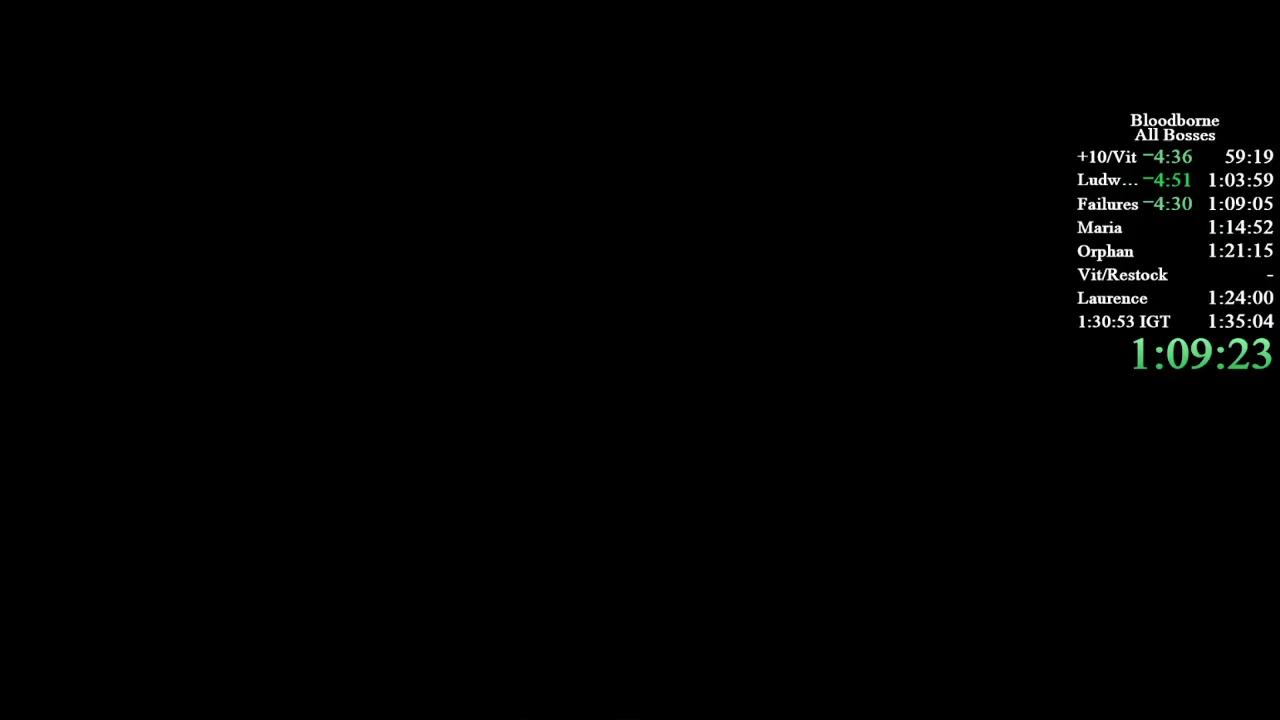 Bloodborne
All Bosses
+10/Vit −4:36 59:19
Ludw... −4:51 1:03:59
Failures −4:30 1:09:05
Maria 1:14:52
Orphan 1:21:15
Vit/Restock -
Laurence 1:24:00
1:30:53 IGT 1:35:04
1:09:23